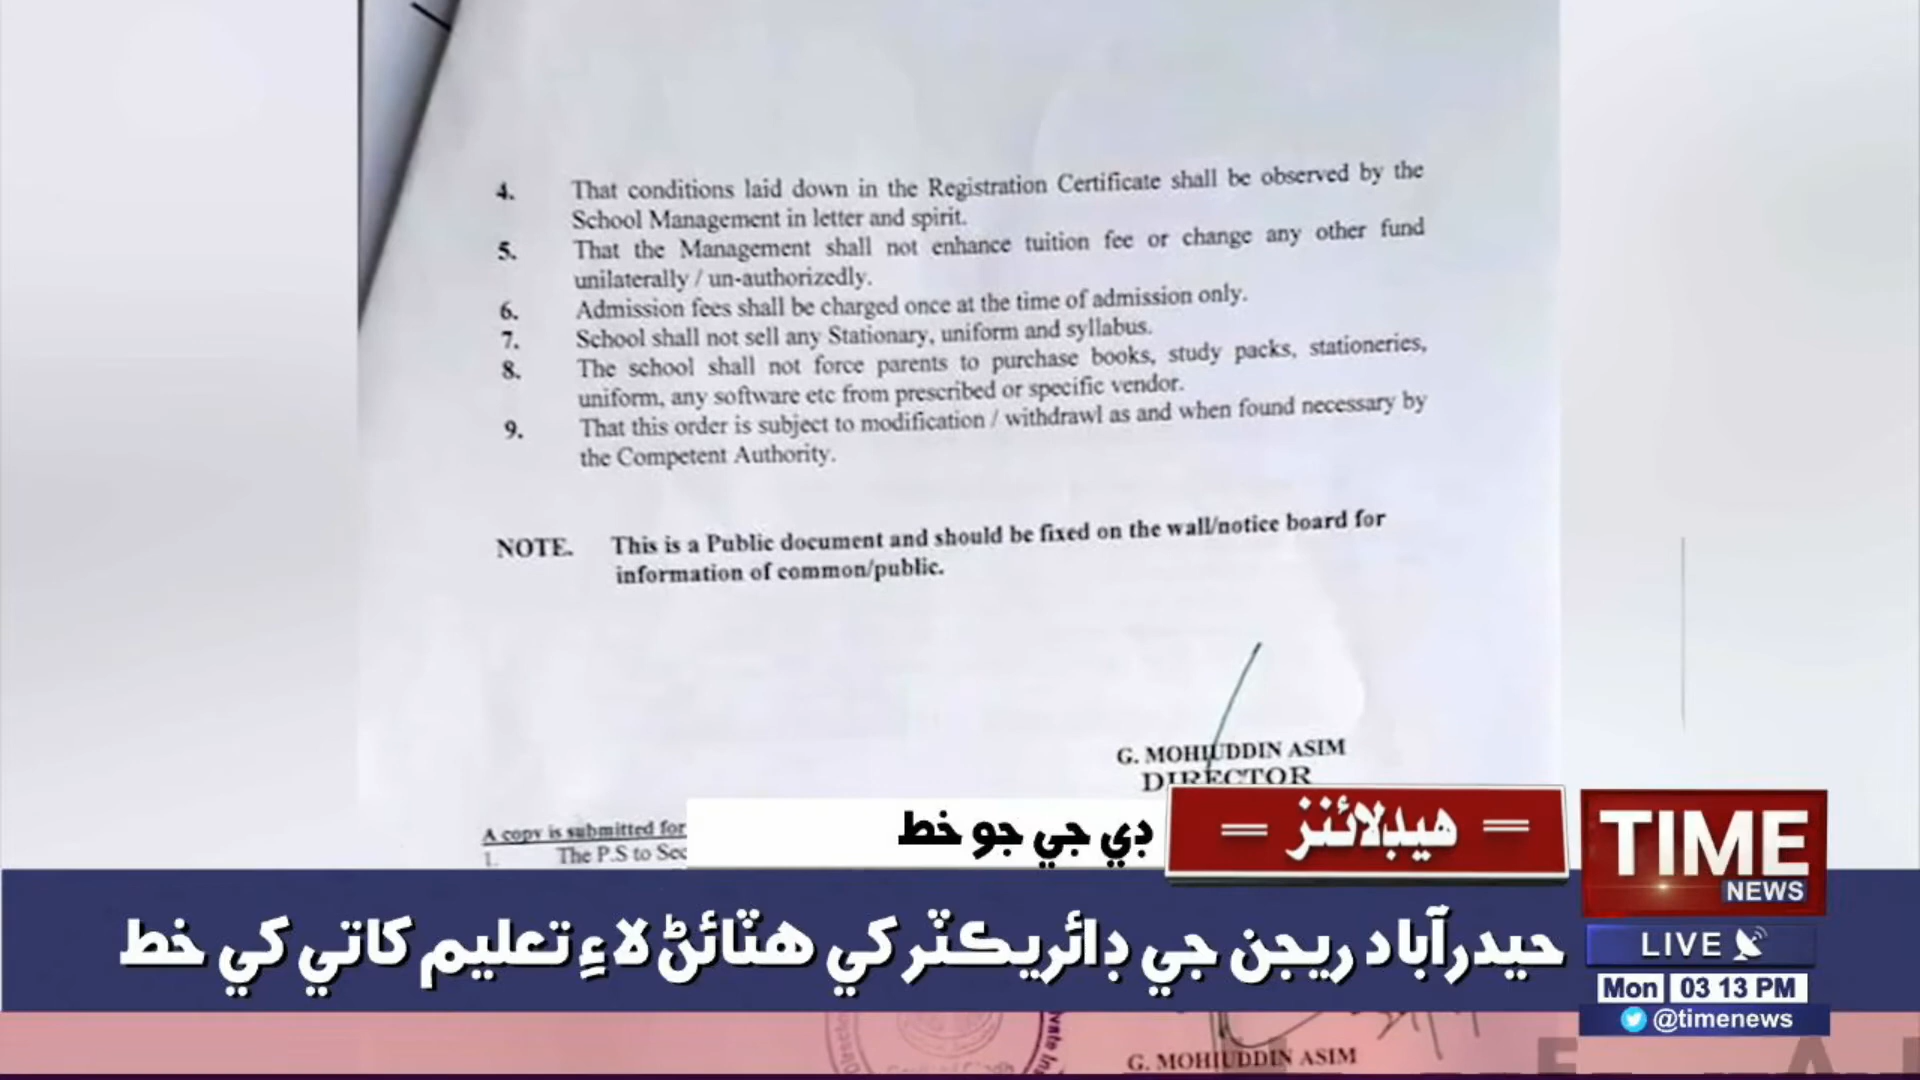 4. That conditions laid down in the Registration Certificate shall be observed by the
School Management in letter and spirit.
5. That the Management shall not enhance tuition fee or change any other fund
unilaterally / un-authorizedly.
6. Admission fees shall be charged once at the time of admission only.
7. School shall not sell any Stationary, uniform and syllabus.
8. The school shall not force parents to purchase books, study packs, stationeries,
uniform, any software etc from prescribed or specific vendor.
9. That this order is subject to modification / withdrawl as and when found necessary by
the Competent Authority.
NOTE. This is a Public document and should be fixed on the wall/notice board for
information of common/public.
G. MOHIUDDIN ASIM
DIRECTOR
A copy is submitted for
1. The P.S to Sec
هيڊلائنز
ڊي جي جو خط
حيدرآباد ريجن جي ڊائريڪٽر کي هٽائڻ لاءِ تعليم کاتي کي خط
TIME
NEWS
LIVE
Mon 03 13 PM
@timenews
G. MOHIUDDIN ASIM